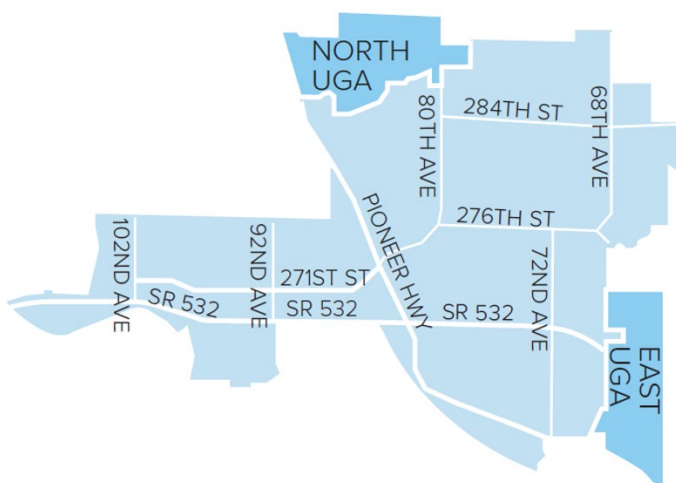 NORTH
UGA
284TH ST
80TH AVE
68TH AVE
PIONEER HWY
276TH ST
102ND AVE
92ND AVE
72ND AVE
271ST ST
SR 532
SR 532
SR 532
EAST
UGA